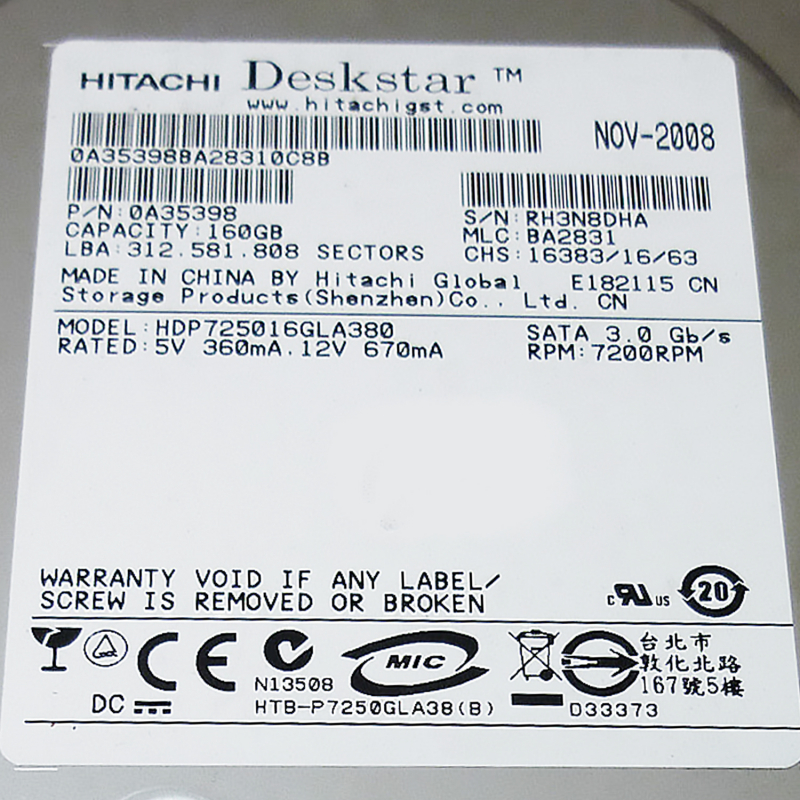 HITACHI Deskstar ™
www.hitachigst.com
NOV-2008
0A35398BA28310C8B
P/N:0A35398
S/N:RH3N8DHA
CAPACITY:160GB
MLC:BA2831
LBA:312.581.808 SECTORS
CHS:16383/16/63
MADE IN CHINA BY Hitachi Global E182115 CN
Storage Products(Shenzhen)Co., Ltd. CN
MODEL:HDP725016GLA380
SATA 3.0 Gb/s
RATED:5V 360mA.12V 670mA
RPM:7200RPM
WARRANTY VOID IF ANY LABEL/
SCREW IS REMOVED OR BROKEN
c RU US
20
CE
MIC
台北市
敦化北路
167號5樓
N13508
DC
HTB-P7250GLA38(B)
D33373